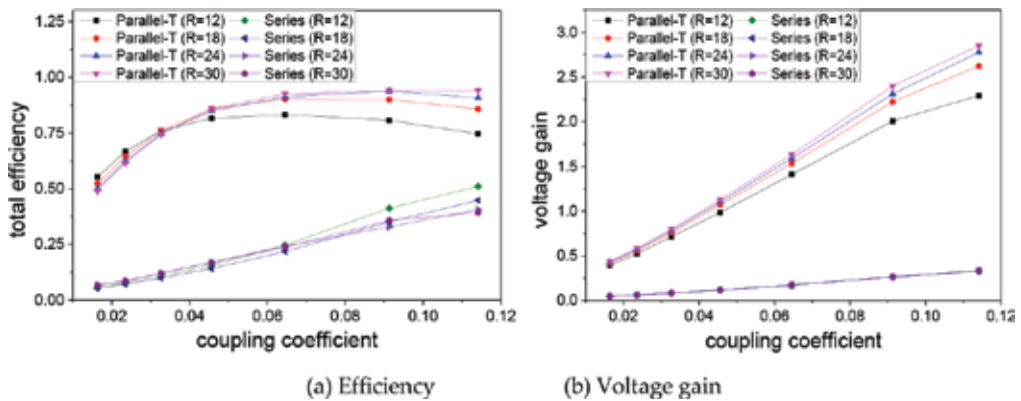 Parallel-T (R=12) Series (R=12)
Parallel-T (R=18) Series (R=18)
Parallel-T (R=24) Series (R=24)
Parallel-T (R=30) Series (R=30)
total efficiency
1.25
1.00
0.75
0.50
0.25
0.00
0.02 0.04 0.06 0.08 0.10 0.12
coupling coefficient
(a) Efficiency
Parallel-T (R=12) Series (R=12)
Parallel-T (R=18) Series (R=18)
Parallel-T (R=24) Series (R=24)
Parallel-T (R=30) Series (R=30)
voltage gain
3.0
2.5
2.0
1.5
1.0
0.5
0.0
0.02 0.04 0.06 0.08 0.10 0.12
coupling coefficient
(b) Voltage gain